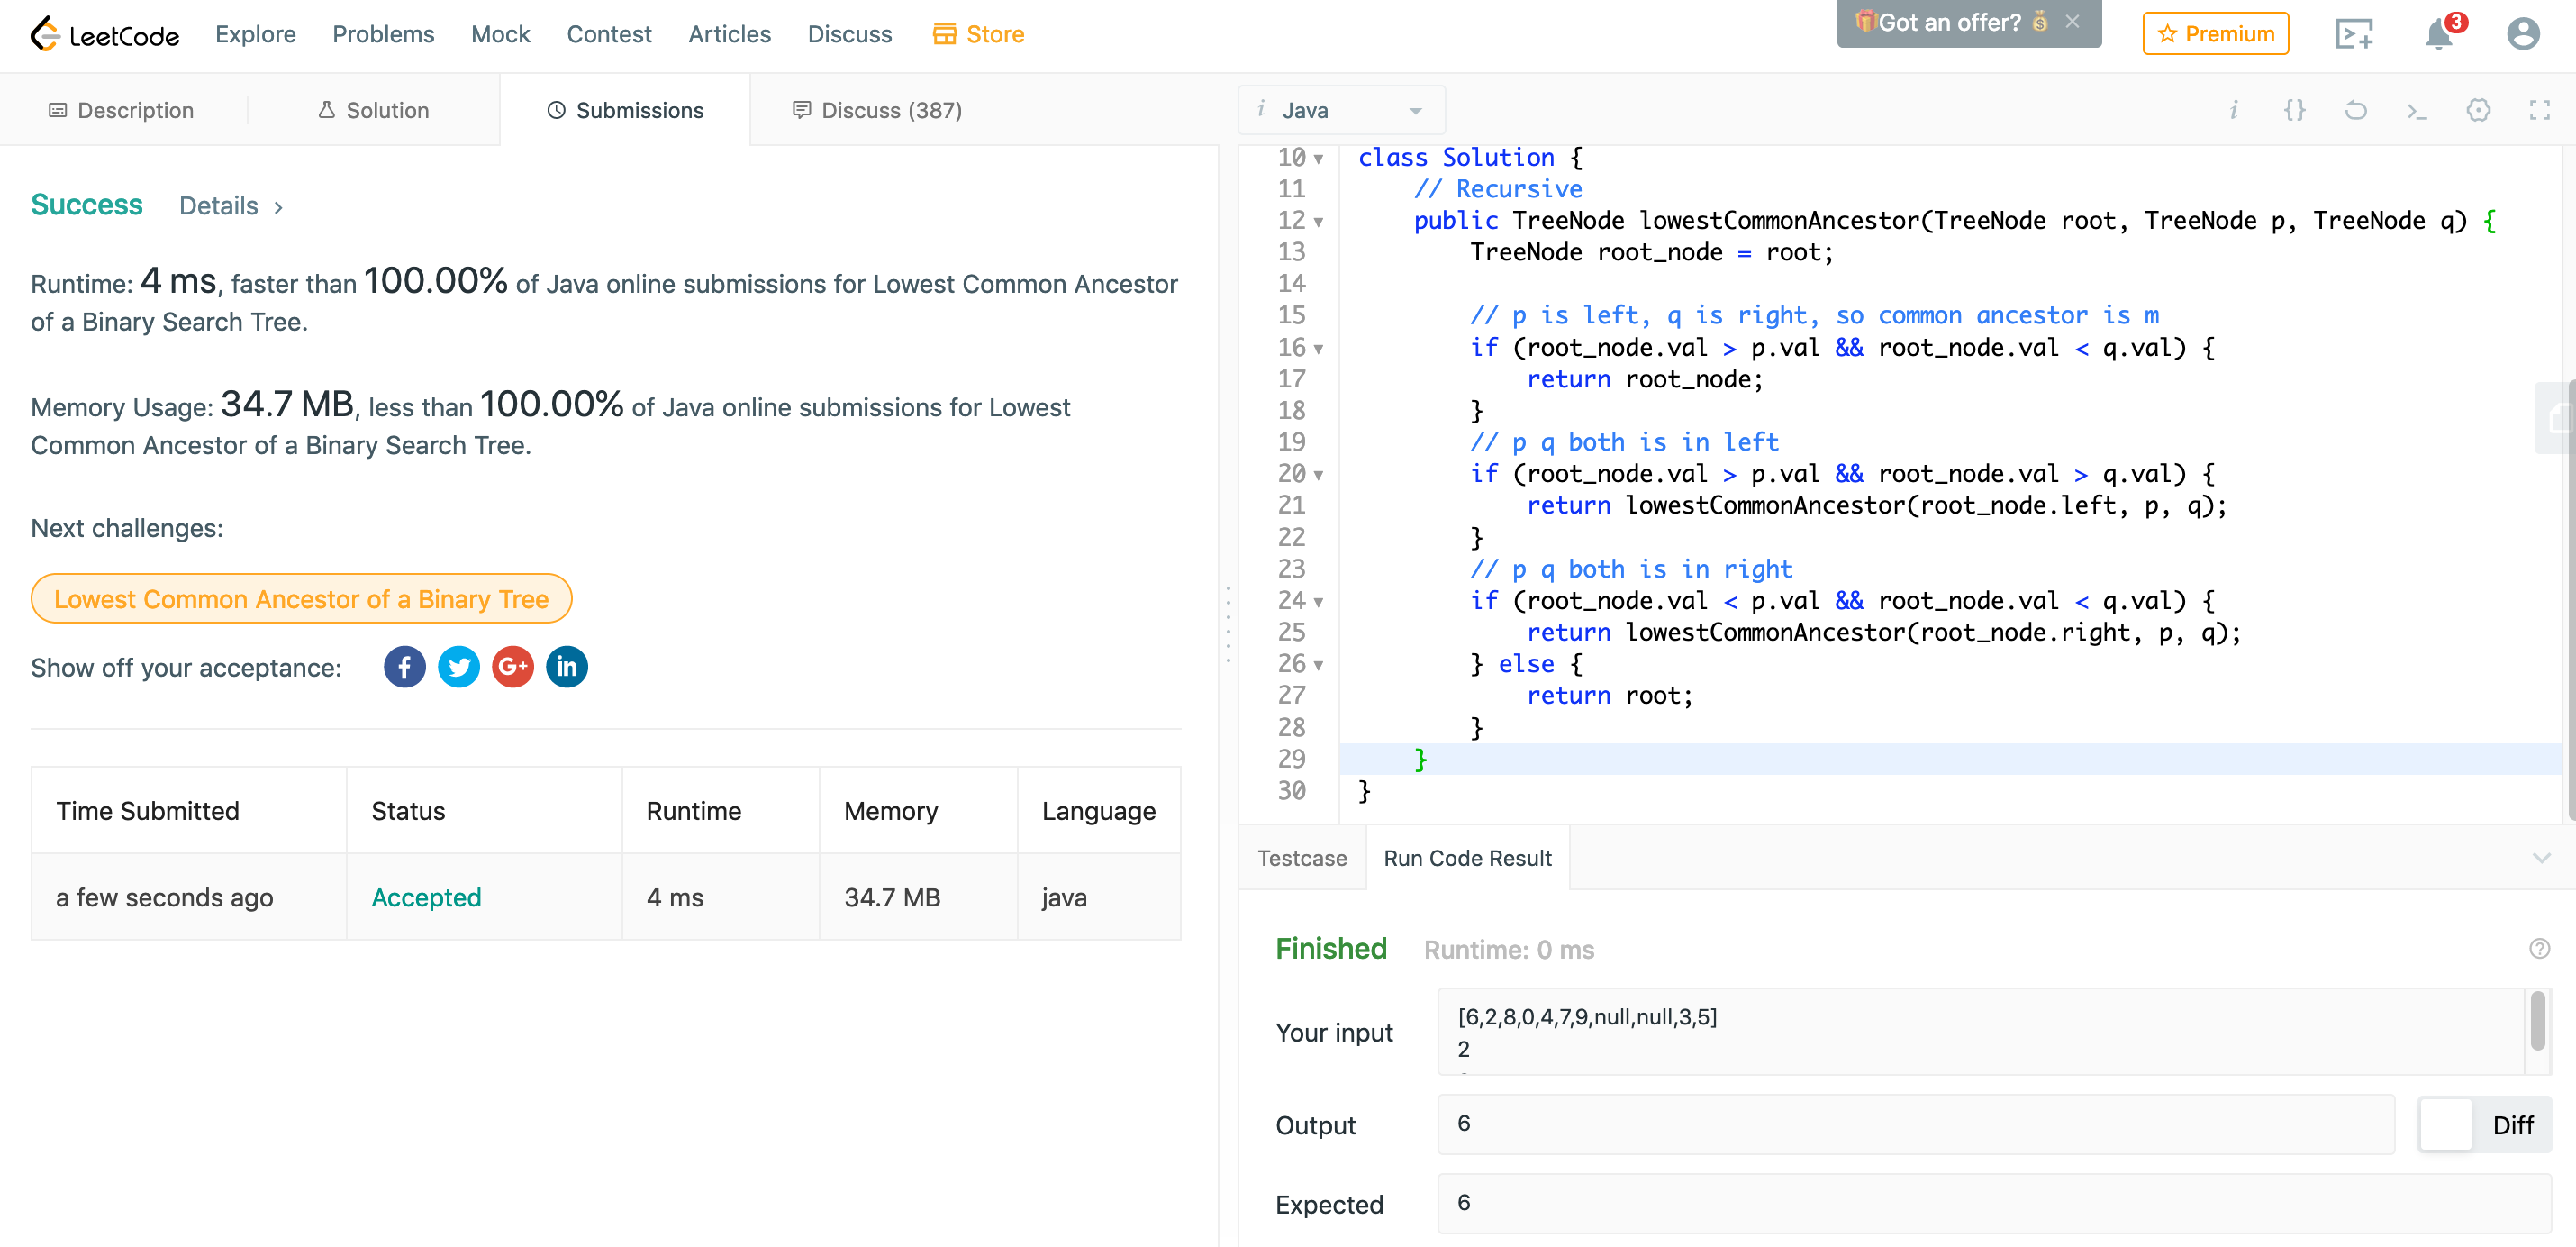 LeetCode Explore Problems Mock Contest Articles Discuss Store 🎁Got an offer? 💰 × Premium 3
Description Solution Submissions Discuss (387)
Success Details >
Runtime: 4 ms, faster than 100.00% of Java online submissions for Lowest Common Ancestor
of a Binary Search Tree.
Memory Usage: 34.7 MB, less than 100.00% of Java online submissions for Lowest
Common Ancestor of a Binary Search Tree.
Next challenges:
Lowest Common Ancestor of a Binary Tree
Show off your acceptance: f G+ in
Time Submitted Status Runtime Memory Language
a few seconds ago Accepted 4 ms 34.7 MB java
i Java i {} >_
10 class Solution {
11 // Recursive
12 public TreeNode lowestCommonAncestor(TreeNode root, TreeNode p, TreeNode q) {
13 TreeNode root_node = root;
14
15 // p is left, q is right, so common ancestor is m
16 if (root_node.val > p.val && root_node.val < q.val) {
17 return root_node;
18 }
19 // p q both is in left
20 if (root_node.val > p.val && root_node.val > q.val) {
21 return lowestCommonAncestor(root_node.left, p, q);
22 }
23 // p q both is in right
24 if (root_node.val < p.val && root_node.val < q.val) {
25 return lowestCommonAncestor(root_node.right, p, q);
26 } else {
27 return root;
28 }
29 }
30 }
Testcase Run Code Result
Finished Runtime: 0 ms ?
Your input
[6,2,8,0,4,7,9,null,null,3,5]
2
Output 6 Diff
Expected 6